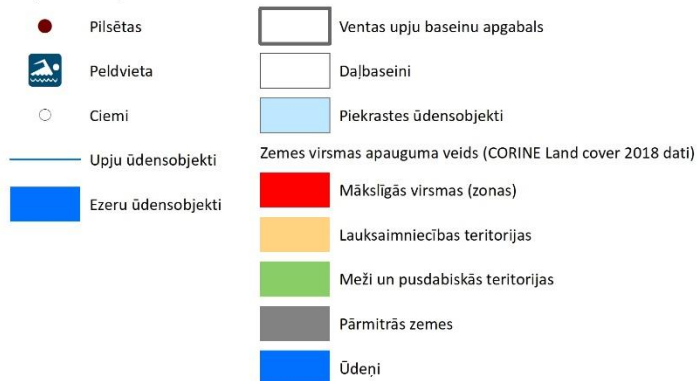 Pilsētas
Peldvieta
Ciemi
Upju ūdensobjekti
Ezeru ūdensobjekti
Ventas upju baseinu apgabals
Daļbaseini
Piekrastes ūdensobjekti
Zemes virsmas apauguma veids (CORINE Land cover 2018 dati)
Mākslīgās virsmas (zonas)
Lauksaimniecības teritorijas
Meži un pusdabiskās teritorijas
Pārmitrās zemes
Ūdeņi